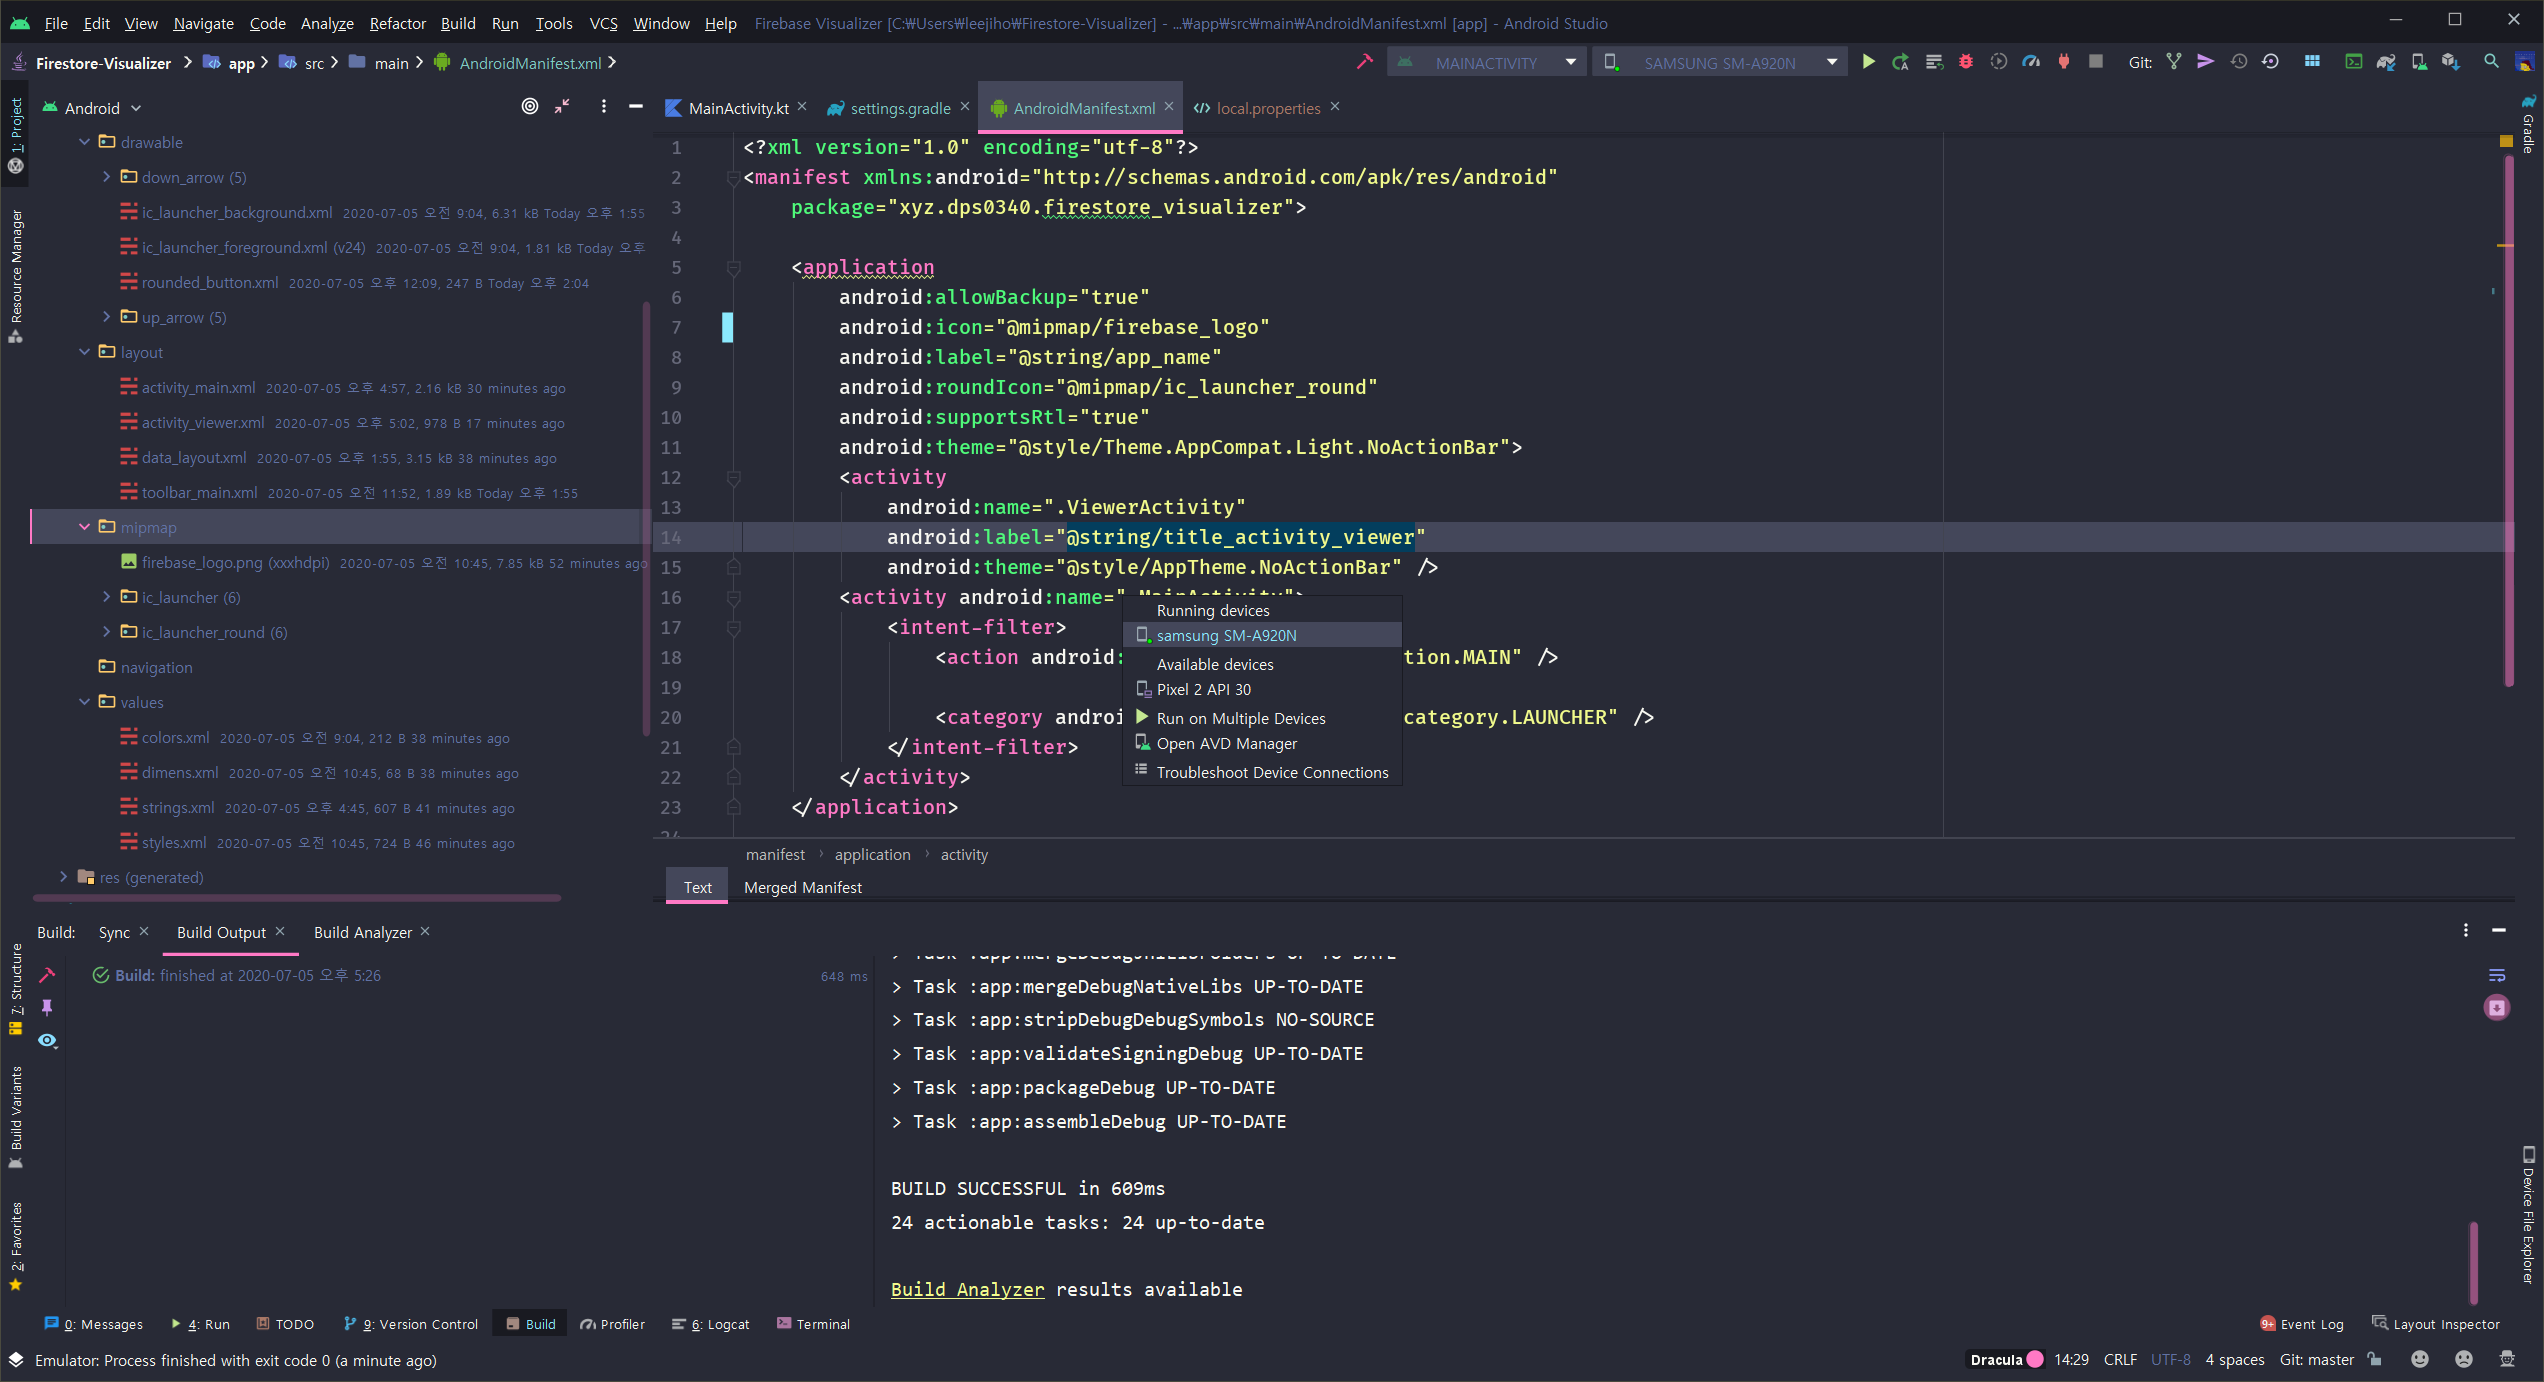 File Edit View Navigate Code Analyze Refactor Build Run Tools VCS Window Help Firebase Visualizer [C:₩Users₩leejiho₩Firestore-Visualizer] - ...₩app₩src₩main₩AndroidManifest.xml [app] - Android Studio
Firestore-Visualizer app src main AndroidManifest.xml MAINACTIVITY SAMSUNG SM-A920N Git:
Android
MainActivity.kt settings.gradle AndroidManifest.xml local.properties
1: Project
Resource Manager
7: Structure
Build Variants
2: Favorites
Gradle
Device File Explorer
drawable
down_arrow (5)
ic_launcher_background.xml 2020-07-05 오전 9:04, 6.31 kB Today 오후 1:55
ic_launcher_foreground.xml (v24) 2020-07-05 오전 9:04, 1.81 kB Today 오후
rounded_button.xml 2020-07-05 오후 12:09, 247 B Today 오후 2:04
up_arrow (5)
layout
activity_main.xml 2020-07-05 오후 4:57, 2.16 kB 30 minutes ago
activity_viewer.xml 2020-07-05 오후 5:02, 978 B 17 minutes ago
data_layout.xml 2020-07-05 오후 1:55, 3.15 kB 38 minutes ago
toolbar_main.xml 2020-07-05 오전 11:52, 1.89 kB Today 오후 1:55
mipmap
firebase_logo.png (xxxhdpi) 2020-07-05 오전 10:45, 7.85 kB 52 minutes ago
ic_launcher (6)
ic_launcher_round (6)
navigation
values
colors.xml 2020-07-05 오전 9:04, 212 B 38 minutes ago
dimens.xml 2020-07-05 오전 10:45, 68 B 38 minutes ago
strings.xml 2020-07-05 오후 4:45, 607 B 41 minutes ago
styles.xml 2020-07-05 오전 10:45, 724 B 46 minutes ago
res (generated)
1 <?xml version="1.0" encoding="utf-8"?>
2 <manifest xmlns:android="http://schemas.android.com/apk/res/android"
3 package="xyz.dps0340.firestore_visualizer">
4
5 <application
6 android:allowBackup="true"
7 android:icon="@mipmap/firebase_logo"
8 android:label="@string/app_name"
9 android:roundIcon="@mipmap/ic_launcher_round"
10 android:supportsRtl="true"
11 android:theme="@style/Theme.AppCompat.Light.NoActionBar">
12 <activity
13 android:name=".ViewerActivity"
14 android:label="@string/title_activity_viewer"
15 android:theme="@style/AppTheme.NoActionBar" />
16 <activity android:name=".MainActivity">
17 <intent-filter>
18 <action android: tion.MAIN" />
19
20 <category androi category.LAUNCHER" />
21 </intent-filter>
22 </activity>
23 </application>
24
Running devices
samsung SM-A920N
Available devices
Pixel 2 API 30
Run on Multiple Devices
Open AVD Manager
Troubleshoot Device Connections
manifest › application › activity
Text Merged Manifest
Build: Sync Build Output Build Analyzer
Build: finished at 2020-07-05 오후 5:26 648 ms
> Task :app:mergeDebugJniLibFolders UP-TO-DATE
> Task :app:mergeDebugNativeLibs UP-TO-DATE
> Task :app:stripDebugDebugSymbols NO-SOURCE
> Task :app:validateSigningDebug UP-TO-DATE
> Task :app:packageDebug UP-TO-DATE
> Task :app:assembleDebug UP-TO-DATE
BUILD SUCCESSFUL in 609ms
24 actionable tasks: 24 up-to-date
Build Analyzer results available
0: Messages 4: Run TODO 9: Version Control Build Profiler 6: Logcat Terminal 9+ Event Log Layout Inspector
Emulator: Process finished with exit code 0 (a minute ago) Dracula 14:29 CRLF UTF-8 4 spaces Git: master